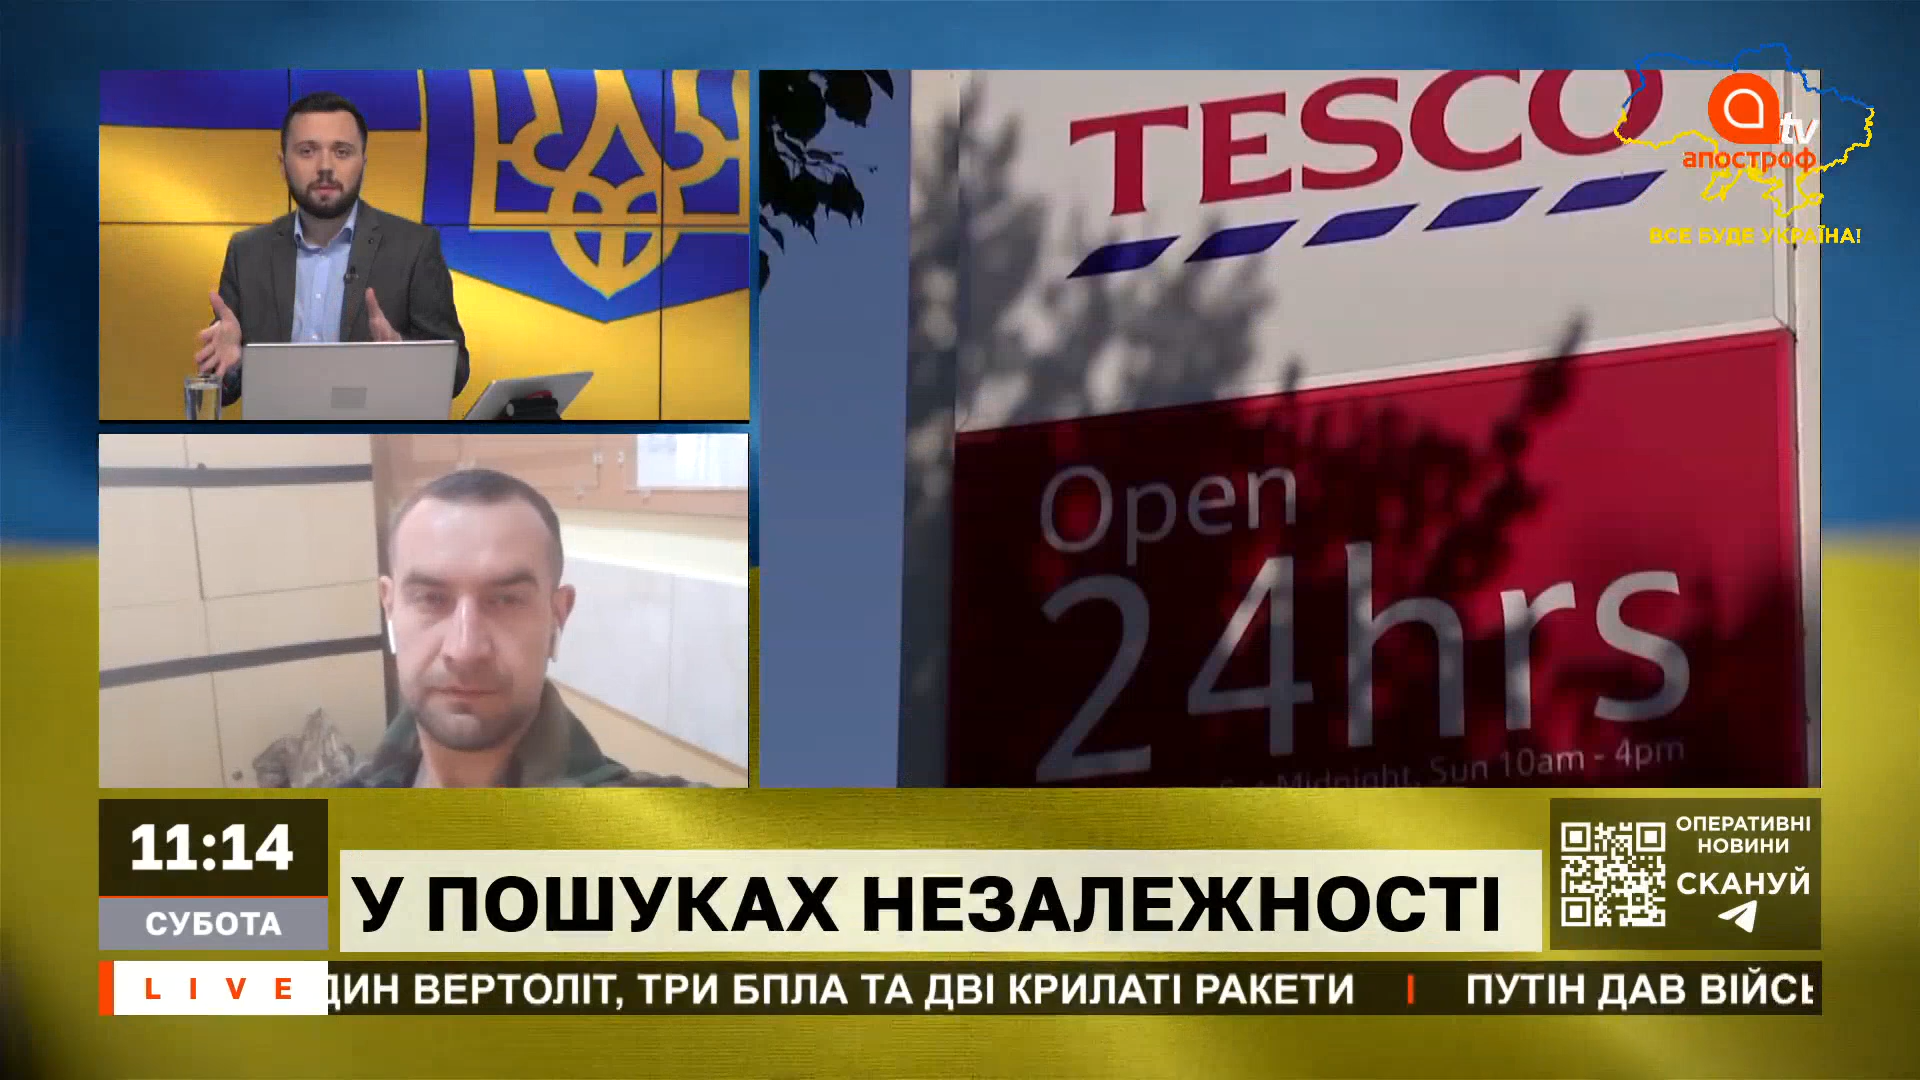 TESCO
Open
24hrs
Midnight, Sun 10am - 4pm
апостроф
tv
ВСЕ БУДЕ УКРАЇНА!
11:14
СУБОТА
У ПОШУКАХ НЕЗАЛЕЖНОСТІ
ОПЕРАТИВНІ
НОВИНИ
СКАНУЙ
LIVE
ДИН ВЕРТОЛІТ, ТРИ БПЛА ТА ДВІ КРИЛАТІ РАКЕТИ | ПУТІН ДАВ ВІЙСЬ